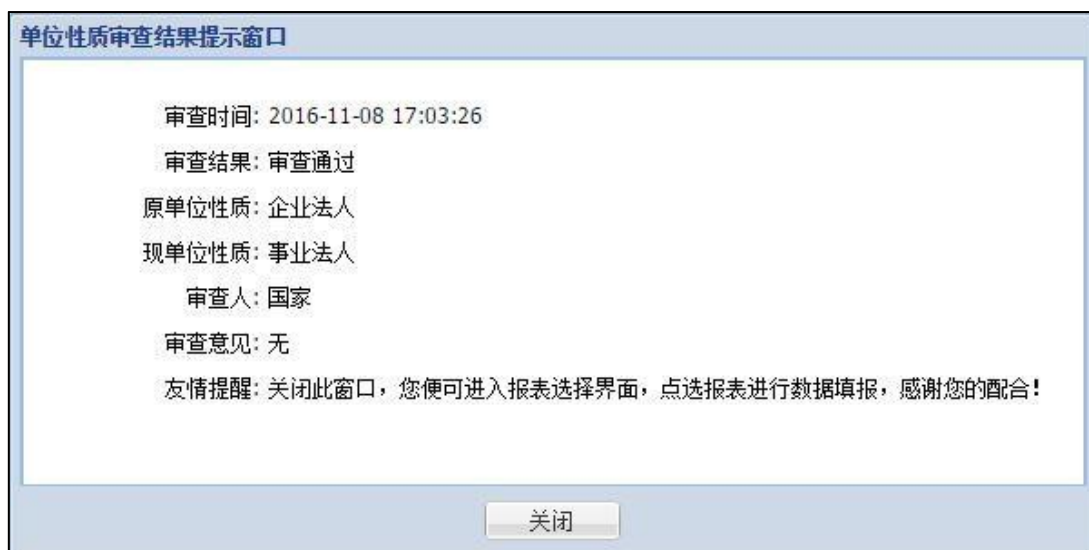 单位性质审查结果提示窗口
审查时间: 2016-11-08 17:03:26
审查结果: 审查通过
原单位性质: 企业法人
现单位性质: 事业法人
审查人: 国家
审查意见: 无
友情提醒: 关闭此窗口，您便可进入报表选择界面，点选报表进行数据填报，感谢您的配合!
关闭